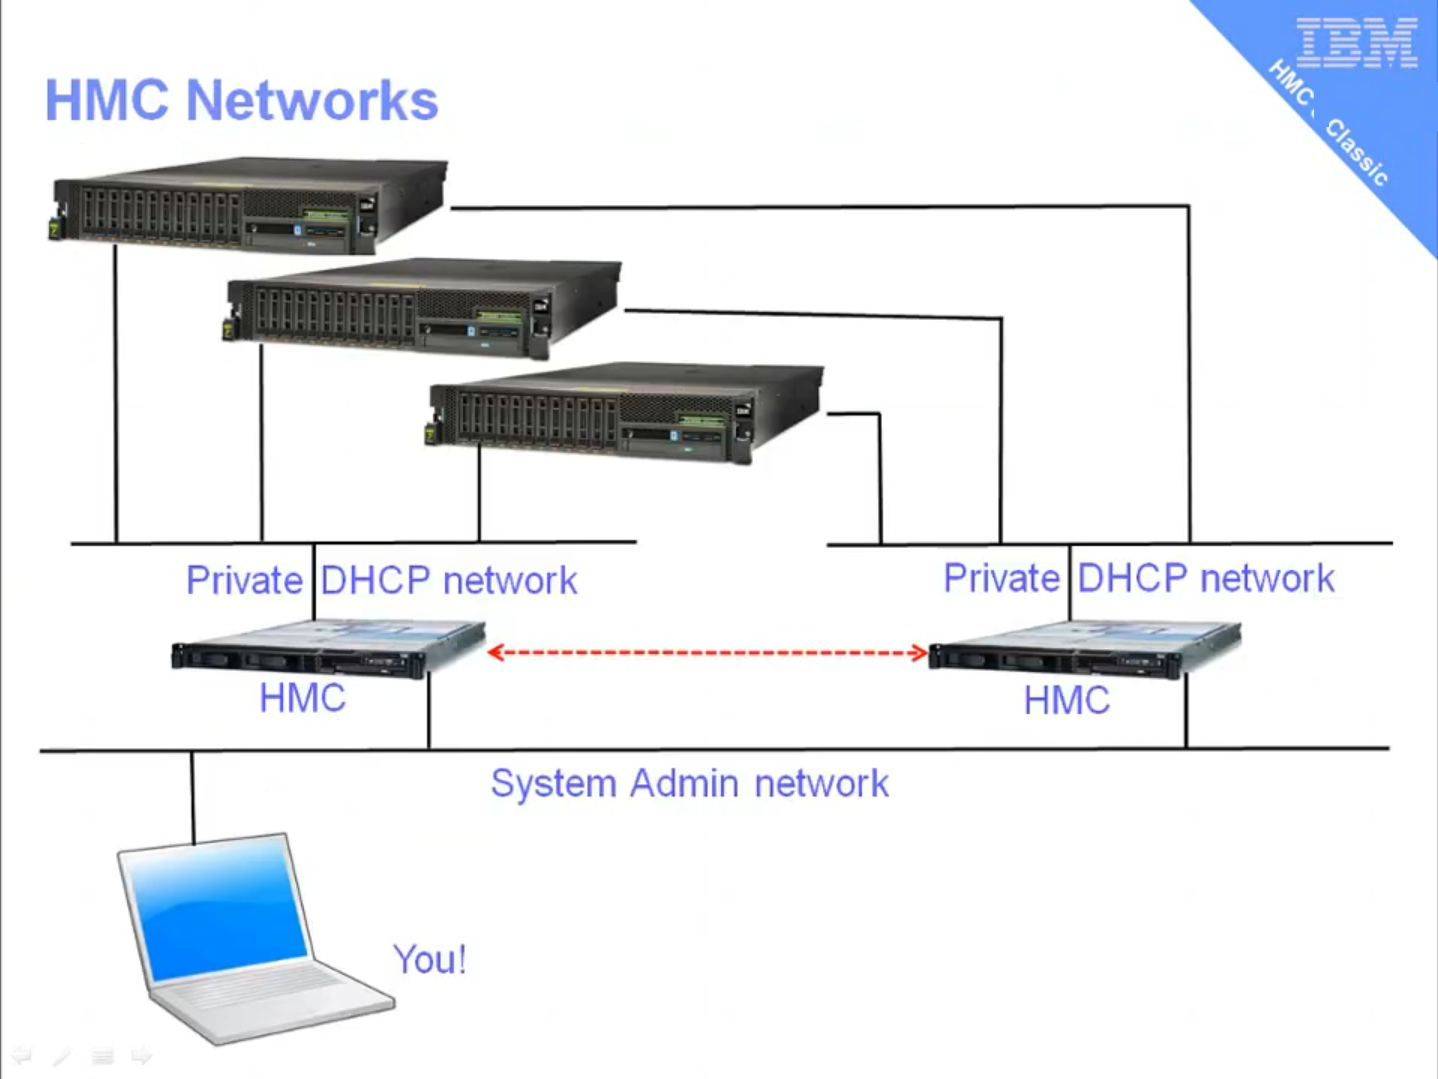 IBM
HMC Classic
HMC Networks
Private DHCP network
Private DHCP network
HMC
HMC
System Admin network
You!